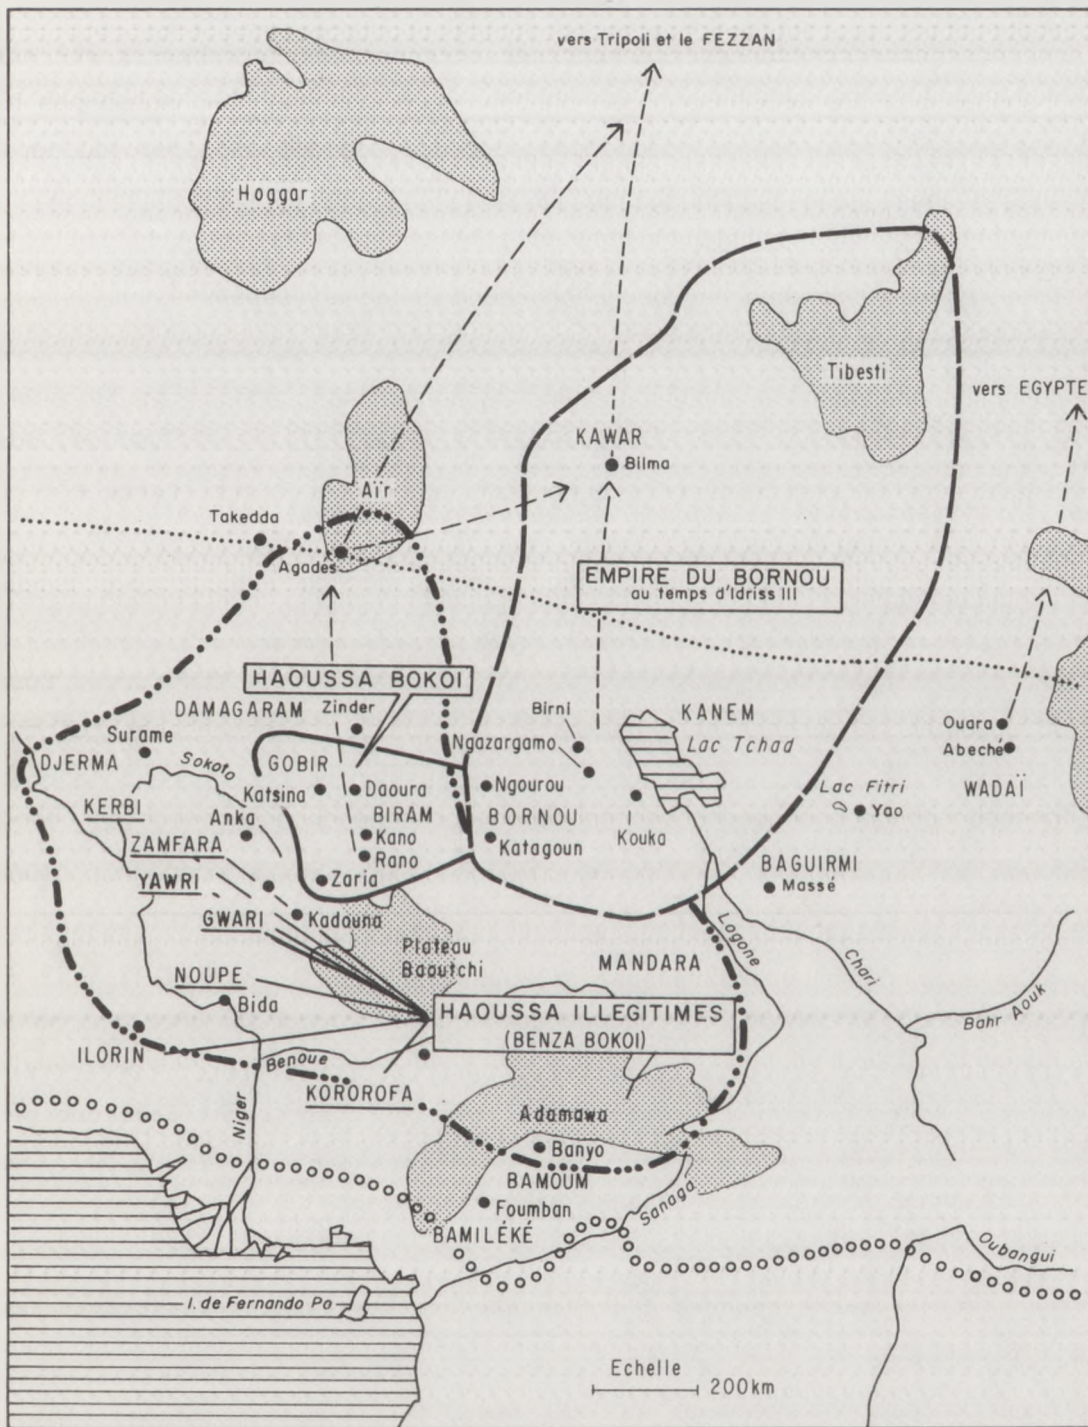 vers Tripoli et le FEZZAN
Hoggar
Tibesti
vers EGYPTE
KAWAR
Bilma
Aïr
Takedda
Agadès
EMPIRE DU BORNOU
au temps d'Idriss III
HAOUSSA BOKOI
DAMAGARAM
Zinder
Birni
Ngazargamo
KANEM
Lac Tchad
Ouara
Abeché
WADAÏ
Surame
DJERMA
Sokoto
GOBIR
Katsina
Daoura
Ngourou
Lac Fitri
Yao
KERBI
Anka
BIRAM
Kano
Rano
BORNOU
Katagoun
Kouka
ZAMFARA
YAWRI
Zaria
BAGUIRMI
Massé
GWARI
Kadouna
Plateau
Baoutchi
MANDARA
Logone
Chari
Bahr Aouk
NOUPE
Bida
HAOUSSA ILLEGITIMES
(BENZA BOKOI)
ILORIN
Benoue
KOROROFA
Niger
Adamawa
Banyo
BAMOUM
Foumban
Sanaga
BAMILÉKÉ
Oubangui
I. de Fernando Po
Echelle
200km